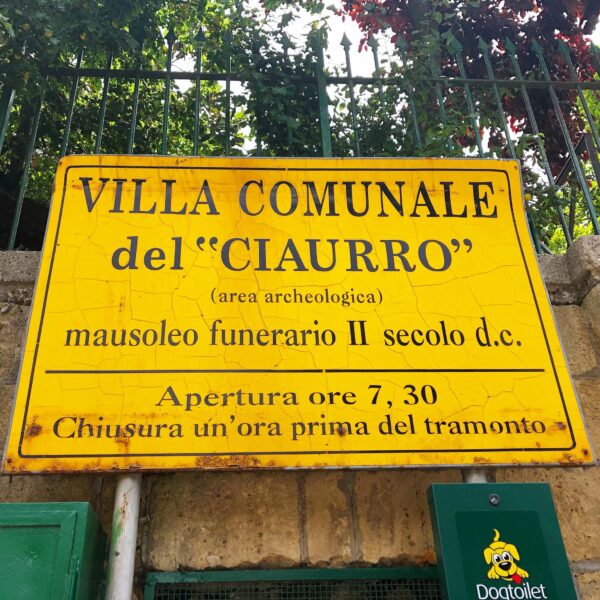 VILLA COMUNALE
del "CIAURRO"
(area archeologica)
mausoleo funerario II secolo d.c.
Apertura ore 7, 30
Chiusura un'ora prima del tramonto
Dogtoilet